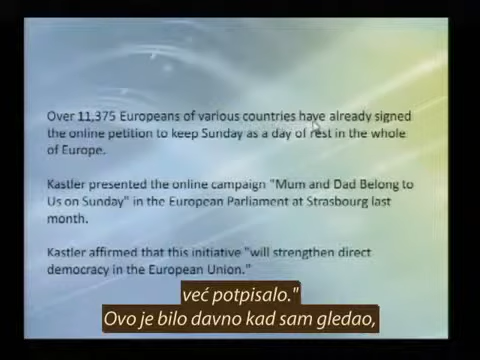 Over 11,375 Europeans of various countries have already signed
the online petition to keep Sunday as a day of rest in the whole
of Europe.
Kastler presented the online campaign "Mum and Dad Belong to
Us on Sunday" in the European Parliament at Strasbourg last
month.
Kastler affirmed that this initiative "will strengthen direct
democracy in the European Union."
već potpisalo."
Ovo je bilo davno kad sam gledao,